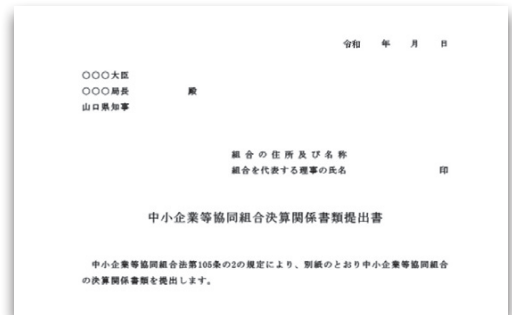 令和　　年　　月　　日
○○○大臣
○○○局長　　　　　殿
山口県知事
組合の住所及び名称
組合を代表する理事の氏名　　　　　　　　印
中小企業等協同組合決算関係書類提出書
中小企業等協同組合法第105条の2の規定により、別紙のとおり中小企業等協同組合
の決算関係書類を提出します。